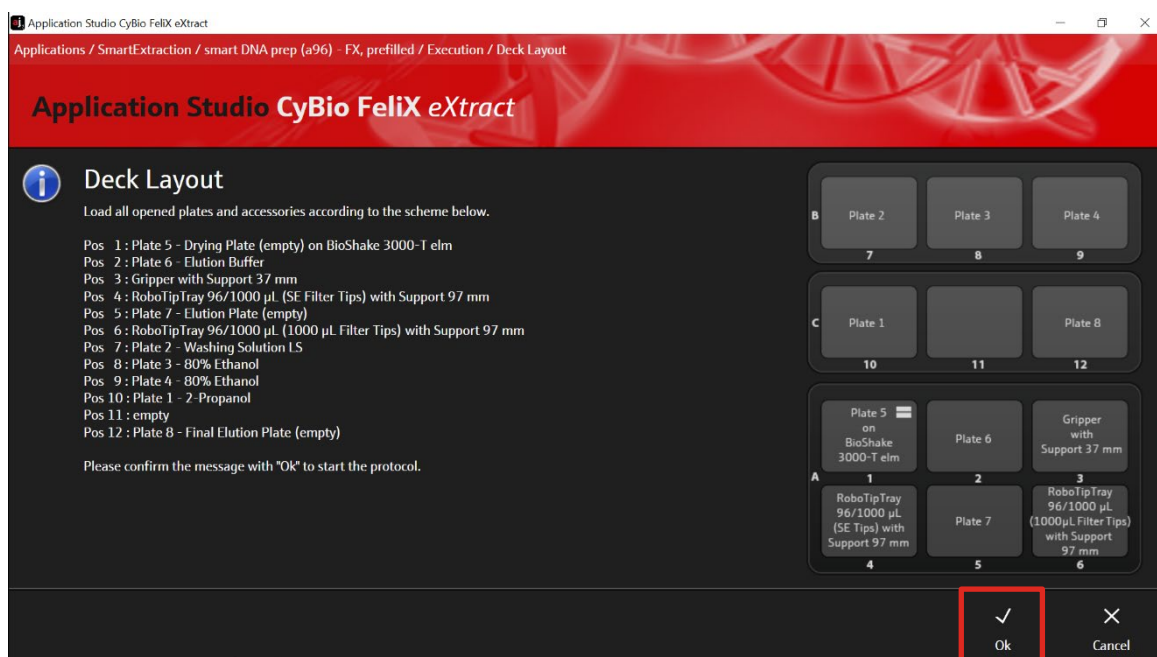 Application Studio CyBio FeliX eXtract
Applications / SmartExtraction / smart DNA prep (a96) - FX, prefilled / Execution / Deck Layout
Application Studio CyBio FeliX eXtract
Deck Layout
Load all opened plates and accessories according to the scheme below.
Pos 1 : Plate 5 - Drying Plate (empty) on BioShake 3000-T elm
Pos 2 : Plate 6 - Elution Buffer
Pos 3 : Gripper with Support 37 mm
Pos 4 : RoboTipTray 96/1000 µL (SE Filter Tips) with Support 97 mm
Pos 5 : Plate 7 - Elution Plate (empty)
Pos 6 : RoboTipTray 96/1000 µL (1000 µL Filter Tips) with Support 97 mm
Pos 7 : Plate 2 - Washing Solution LS
Pos 8 : Plate 3 - 80% Ethanol
Pos 9 : Plate 4 - 80% Ethanol
Pos 10 : Plate 1 - 2-Propanol
Pos 11 : empty
Pos 12 : Plate 8 - Final Elution Plate (empty)
Please confirm the message with "Ok" to start the protocol.
B Plate 2 Plate 3 Plate 4
7 8 9
C Plate 1 Plate 8
10 11 12
Plate 5
on
BioShake
3000-T elm
Plate 6
Gripper
with
Support 37 mm
A 1 2 3
RoboTipTray
96/1000 µL
(SE Tips) with
Support 97 mm
Plate 7
RoboTipTray
96/1000 µL
(1000µL Filter Tips)
with Support
97 mm
4 5 6
Ok Cancel